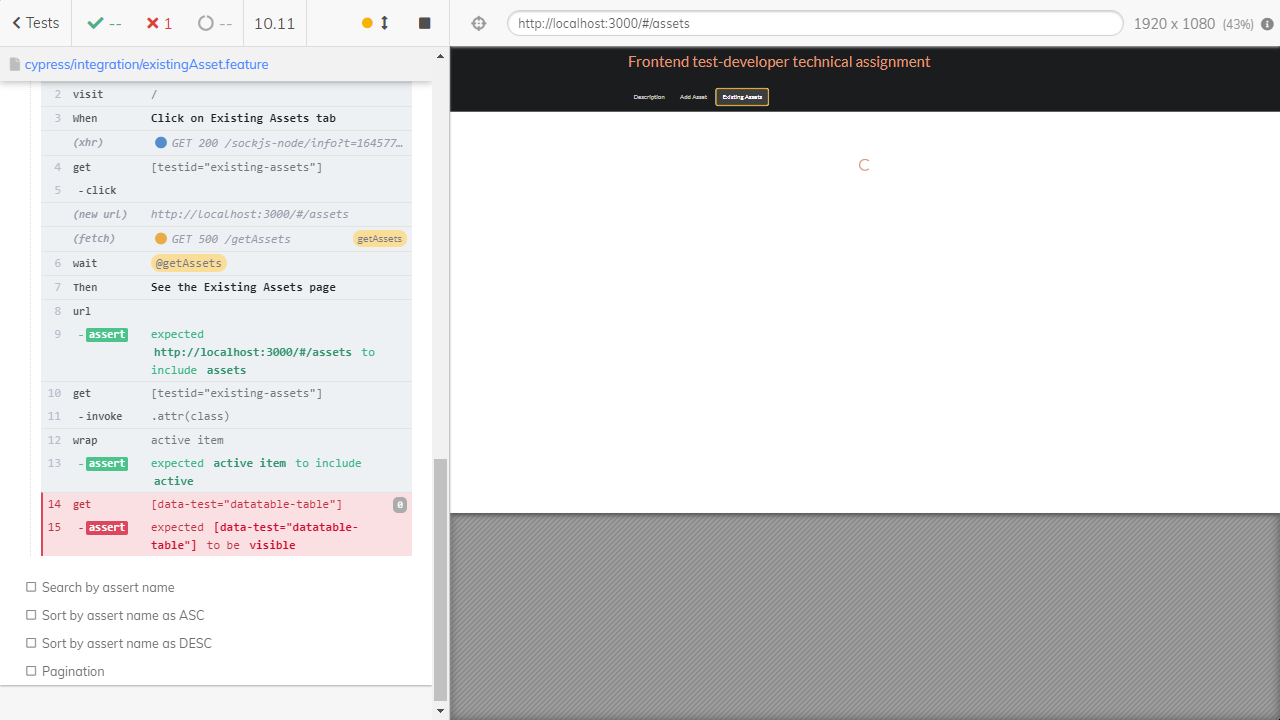 Tests
--
1
--
10.11
http://localhost:3000/#/assets
1920 x 1080 (43%)
cypress/integration/existingAsset.feature
2 visit /
3 When Click on Existing Assets tab
(xhr) GET 200 /sockjs-node/info?t=164577…
4 get [testid="existing-assets"]
5 -click
(new url) http://localhost:3000/#/assets
(fetch) GET 500 /getAssets getAssets
6 wait @getAssets
7 Then See the Existing Assets page
8 url
9 -assert expected
http://localhost:3000/#/assets to
include assets
10 get [testid="existing-assets"]
11 -invoke .attr(class)
12 wrap active item
13 -assert expected active item to include
active
14 get [data-test="datatable-table"] 0
15 -assert expected [data-test="datatable-
table"] to be visible
Search by assert name
Sort by assert name as ASC
Sort by assert name as DESC
Pagination
Frontend test-developer technical assignment
Description Add Asset Existing Assets